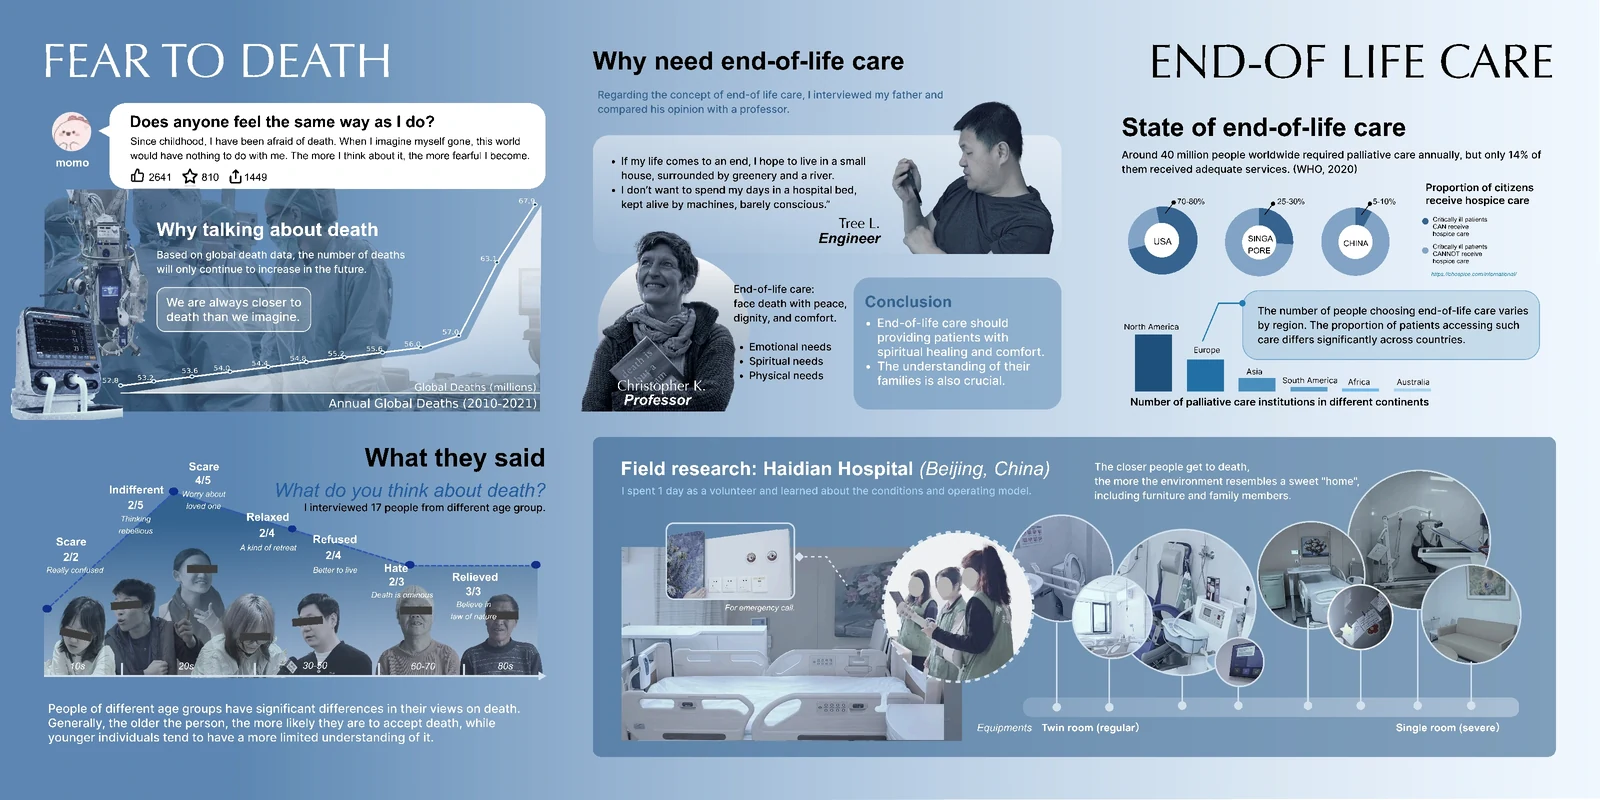 FEAR TO DEATH
Does anyone feel the same way as I do?
Since childhood, I have been afraid of death. When I imagine myself gone, this world
would have nothing to do with me. The more I think about it, the more fearful I become.
momo
2641 810 1449
Why talking about death
Based on global death data, the number of deaths
will only continue to increase in the future.
We are always closer to
death than we imagine.
52.8 53.2 53.6 54.0 54.4 54.8 55.2 55.6 56.0 57.0 63.1 67.9
Global Deaths (millions)
Annual Global Deaths (2010-2021)
What they said
What do you think about death?
I interviewed 17 people from different age group.
Scare
2/2
Really confused
Indifferent
2/5
Thinking
rebellious
Scare
4/5
Worry about
loved one
Relaxed
2/4
A kind of retreat
Refused
2/4
Better to live
Hate
2/3
Death is ominous
Relieved
3/3
Believe in
law of nature
10s 20s 30-50 60-70 80s
People of different age groups have significant differences in their views on death.
Generally, the older the person, the more likely they are to accept death, while
younger individuals tend to have a more limited understanding of it.
Why need end-of-life care
Regarding the concept of end-of life care, I interviewed my father and
compared his opinion with a professor.
• If my life comes to an end, I hope to live in a small
house, surrounded by greenery and a river.
• I don't want to spend my days in a hospital bed,
kept alive by machines, barely conscious."
Tree L.
Engineer
End-of-life care:
face death with peace,
dignity, and comfort.
• Emotional needs
• Spiritual needs
• Physical needs
Christopher K.
Professor
Conclusion
• End-of-life care should
providing patients with
spiritual healing and comfort.
• The understanding of their
families is also crucial.
END-OF LIFE CARE
State of end-of-life care
Around 40 million people worldwide required palliative care annually, but only 14% of
them received adequate services. (WHO, 2020)
70-80%
USA
25-30%
SINGA
PORE
5-10%
CHINA
Proportion of citizens
receive hospice care
Critically ill patients
CAN receive
hospice care
Critically ill patients
CANNOT receive
hospice care
https://ohospice.com/international/
The number of people choosing end-of-life care varies
by region. The proportion of patients accessing such
care differs significantly across countries.
North America
Europe
Asia
South America
Africa
Australia
Number of palliative care institutions in different continents
Field research: Haidian Hospital (Beijing, China)
I spent 1 day as a volunteer and learned about the conditions and operating model.
The closer people get to death,
the more the environment resembles a sweet "home",
including furniture and family members.
For emergency call.
Equipments Twin room (regular) Single room (severe)